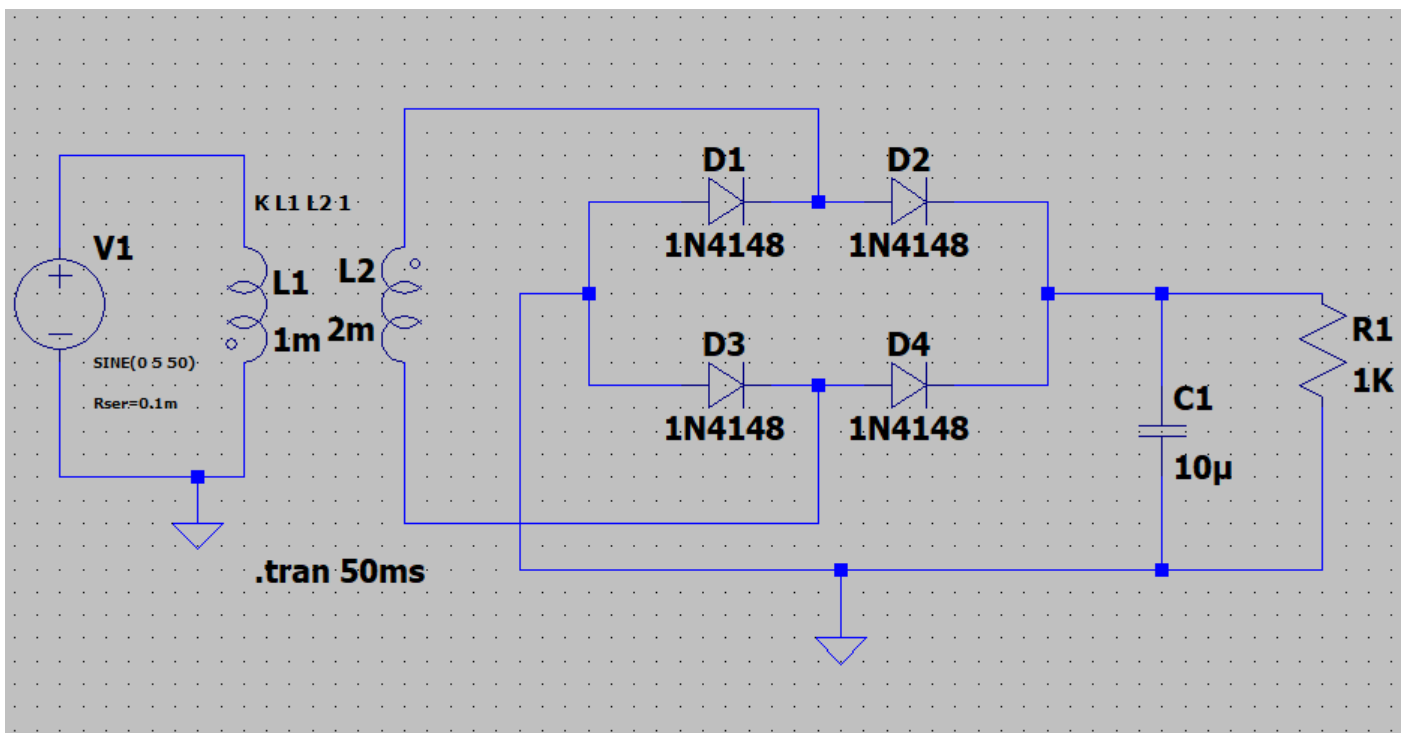 D1
D2
K L1 L2 1
V1
1N4148
1N4148
L1
L2
1m
2m
R1
D3
D4
SINE(0 5 50)
1K
C1
Rser=0.1m
1N4148
1N4148
10µ
.tran 50ms